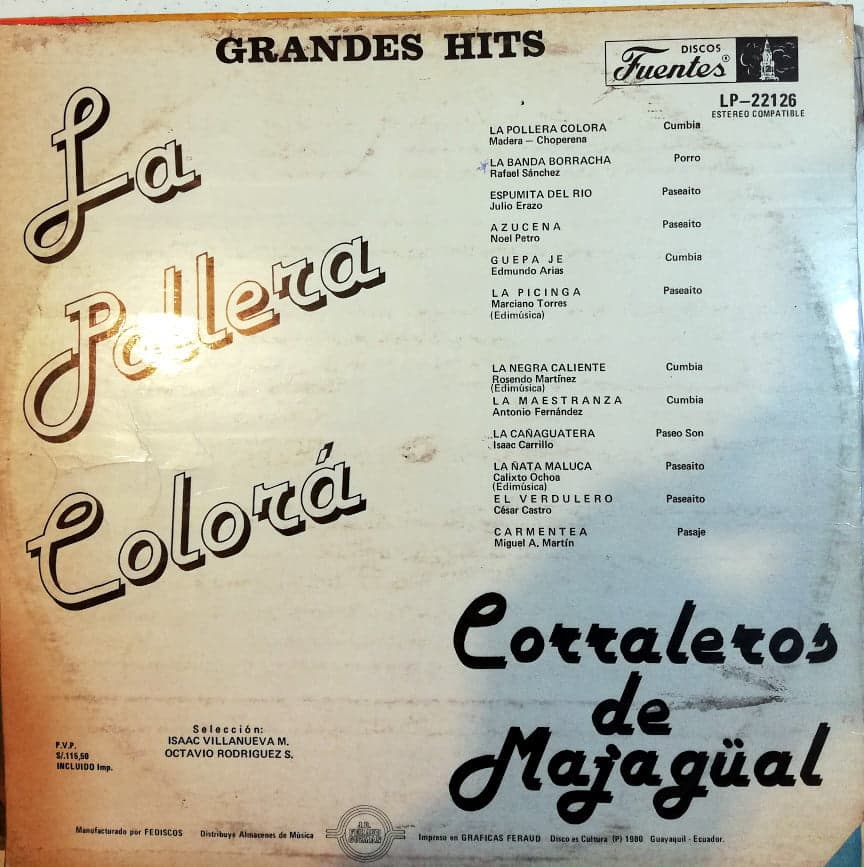 GRANDES HITS
DISCOS
Fuentes®
LP-22126
ESTEREO COMPATIBLE
La
Pollera
Colorá
LA POLLERA COLORA Cumbia
Madera – Choperena
LA BANDA BORRACHA Porro
Rafael Sánchez
ESPUMITA DEL RIO Paseaito
Julio Erazo
AZUCENA Paseaito
Noel Petro
GUEPA JE Cumbia
Edmundo Arias
LA PICINGA Paseaito
Marciano Torres
(Edimúsica)
LA NEGRA CALIENTE Cumbia
Rosendo Martínez
(Edimúsica)
LA MAESTRANZA Cumbia
Antonio Fernández
LA CAÑAGUATERA Paseo Son
Isaac Carrillo
LA ÑATA MALUCA Paseaito
Calixto Ochoa
(Edimúsica)
EL VERDULERO Paseaito
César Castro
CARMENTEA Pasaje
Miguel A. Martín
Corraleros
de
Majagüal
Selección:
ISAAC VILLANUEVA M.
OCTAVIO RODRIGUEZ S.
P.V.P.
S/.115,50
INCLUIDO Imp.
Manufacturado por FEDISCOS Distribuye Almacenes de Música J.D. FERAUD GUZMAN Impreso en GRAFICAS FERAUD Disco es Cultura (P) 1980 Guayaquil - Ecuador.